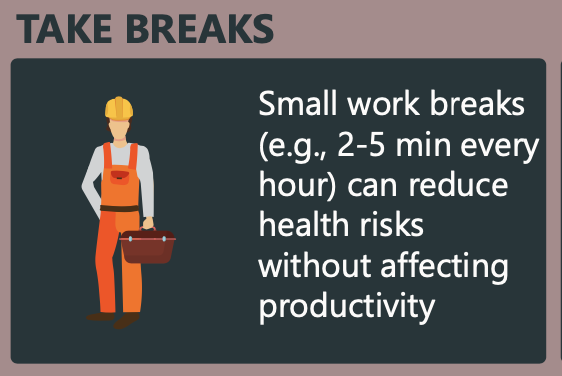 TAKE BREAKS
Small work breaks
(e.g., 2-5 min every
hour) can reduce
health risks
without affecting
productivity